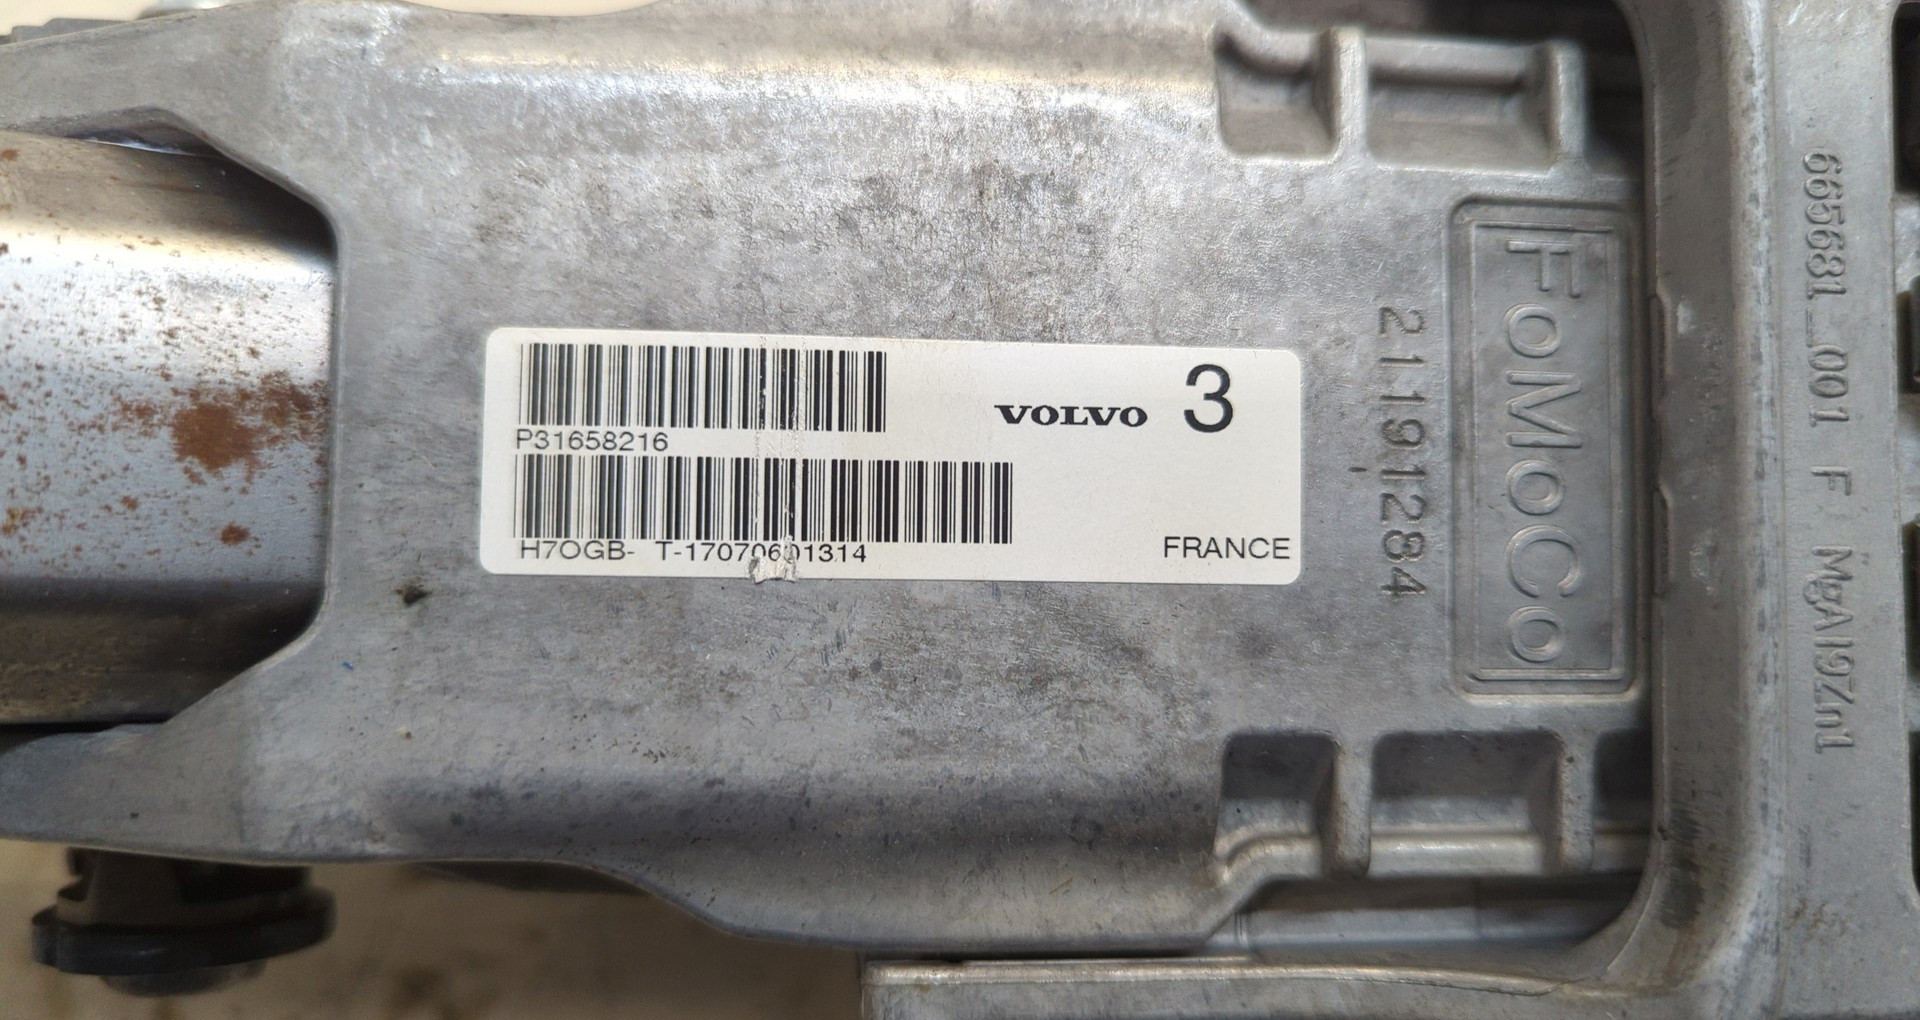 P31658216
VOLVO 3
H7OGB- T-17070601314
FRANCE
21191284
FoMoCo
665681_001 F MgAl9Zn1